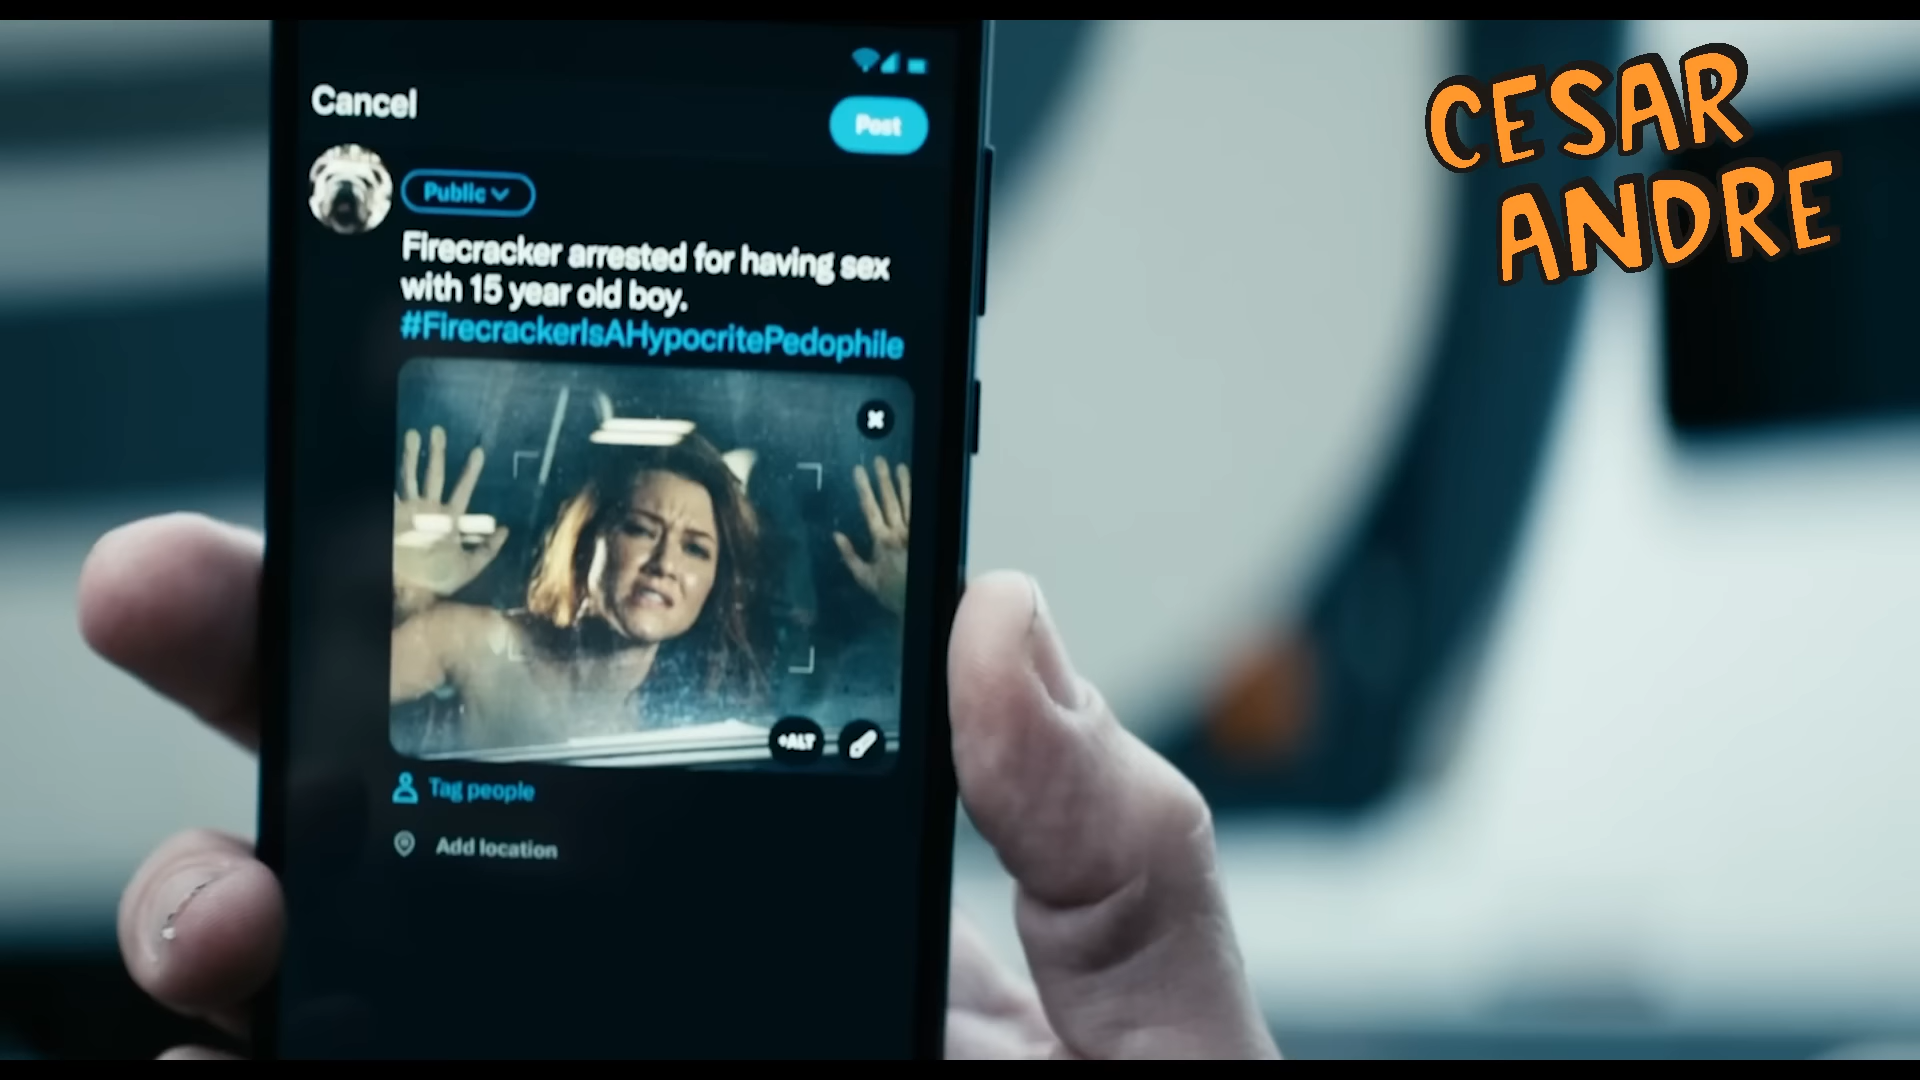 CESAR
ANDRE
Cancel
Post
Public
Firecracker arrested for having sex
with 15 year old boy.
#FirecrackerIsAHypocritePedophile
+ALT
Tag people
Add location